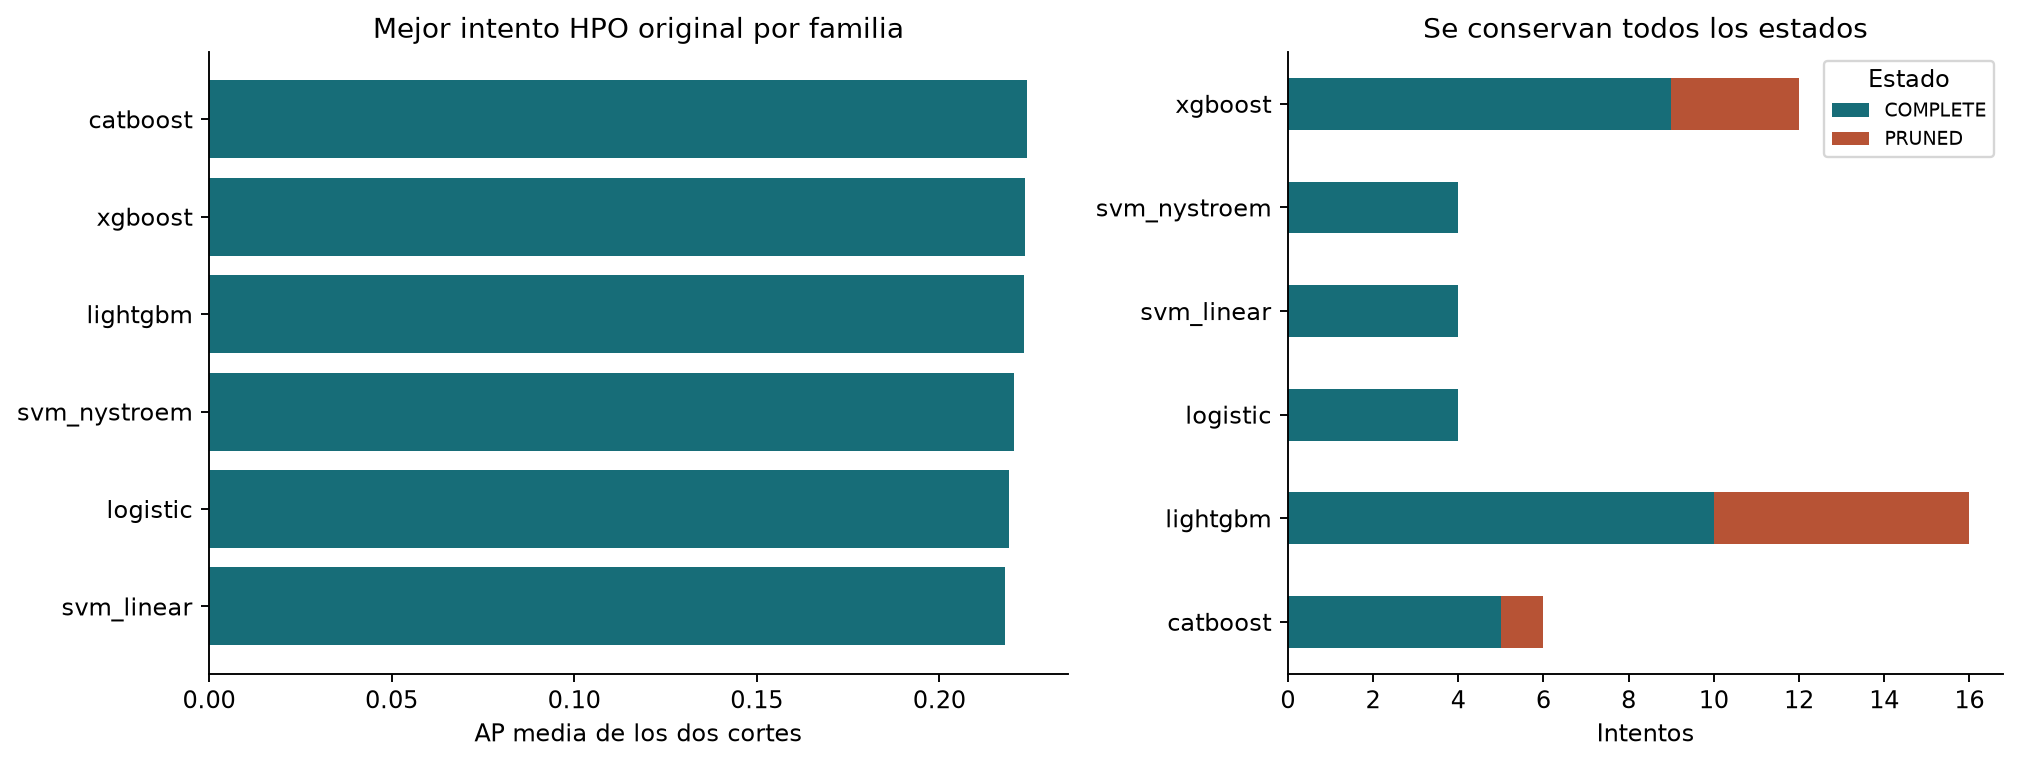 Mejor intento HPO original por familia
catboost
xgboost
lightgbm
svm_nystroem
logistic
svm_linear
0.00 0.05 0.10 0.15 0.20
AP media de los dos cortes
Se conservan todos los estados
Estado
COMPLETE
PRUNED
xgboost
svm_nystroem
svm_linear
logistic
lightgbm
catboost
0 2 4 6 8 10 12 14 16
Intentos